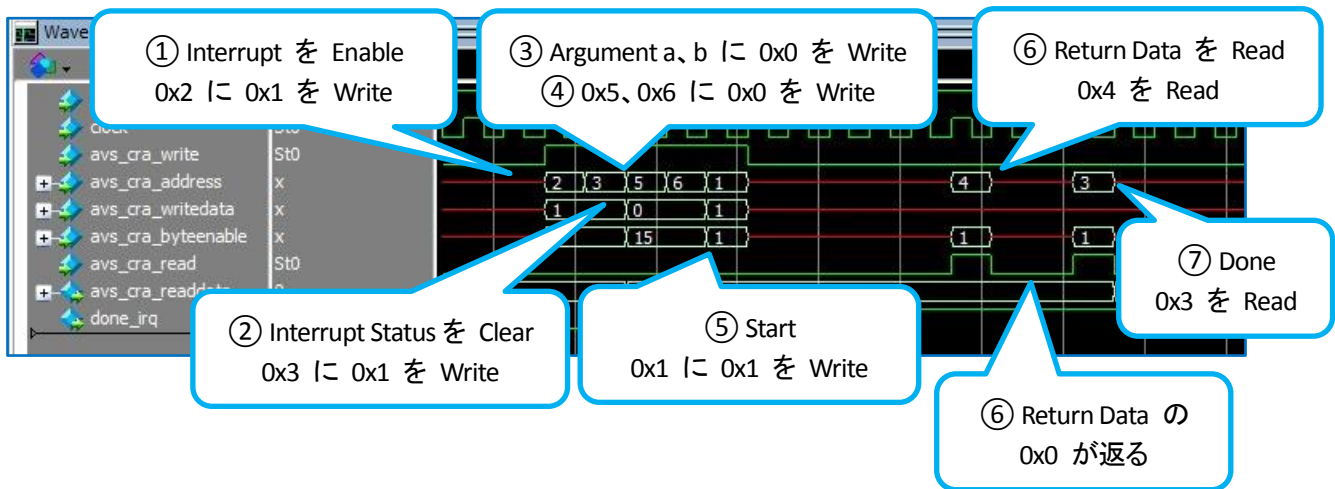 Wave
① Interrupt を Enable
0x2 に 0x1 を Write
③ Argument a、b に 0x0 を Write
④ 0x5、0x6 に 0x0 を Write
⑥ Return Data を Read
0x4 を Read
clock St0
avs_cra_write St0
avs_cra_address x 2 3 5 6 1 4 3
avs_cra_writedata x 1 0 1
avs_cra_byteenable x 15 1 1 1
avs_cra_read St0
avs_cra_readdata
done_irq
⑦ Done
0x3 を Read
② Interrupt Status を Clear
0x3 に 0x1 を Write
⑤ Start
0x1 に 0x1 を Write
⑥ Return Data の
0x0 が返る